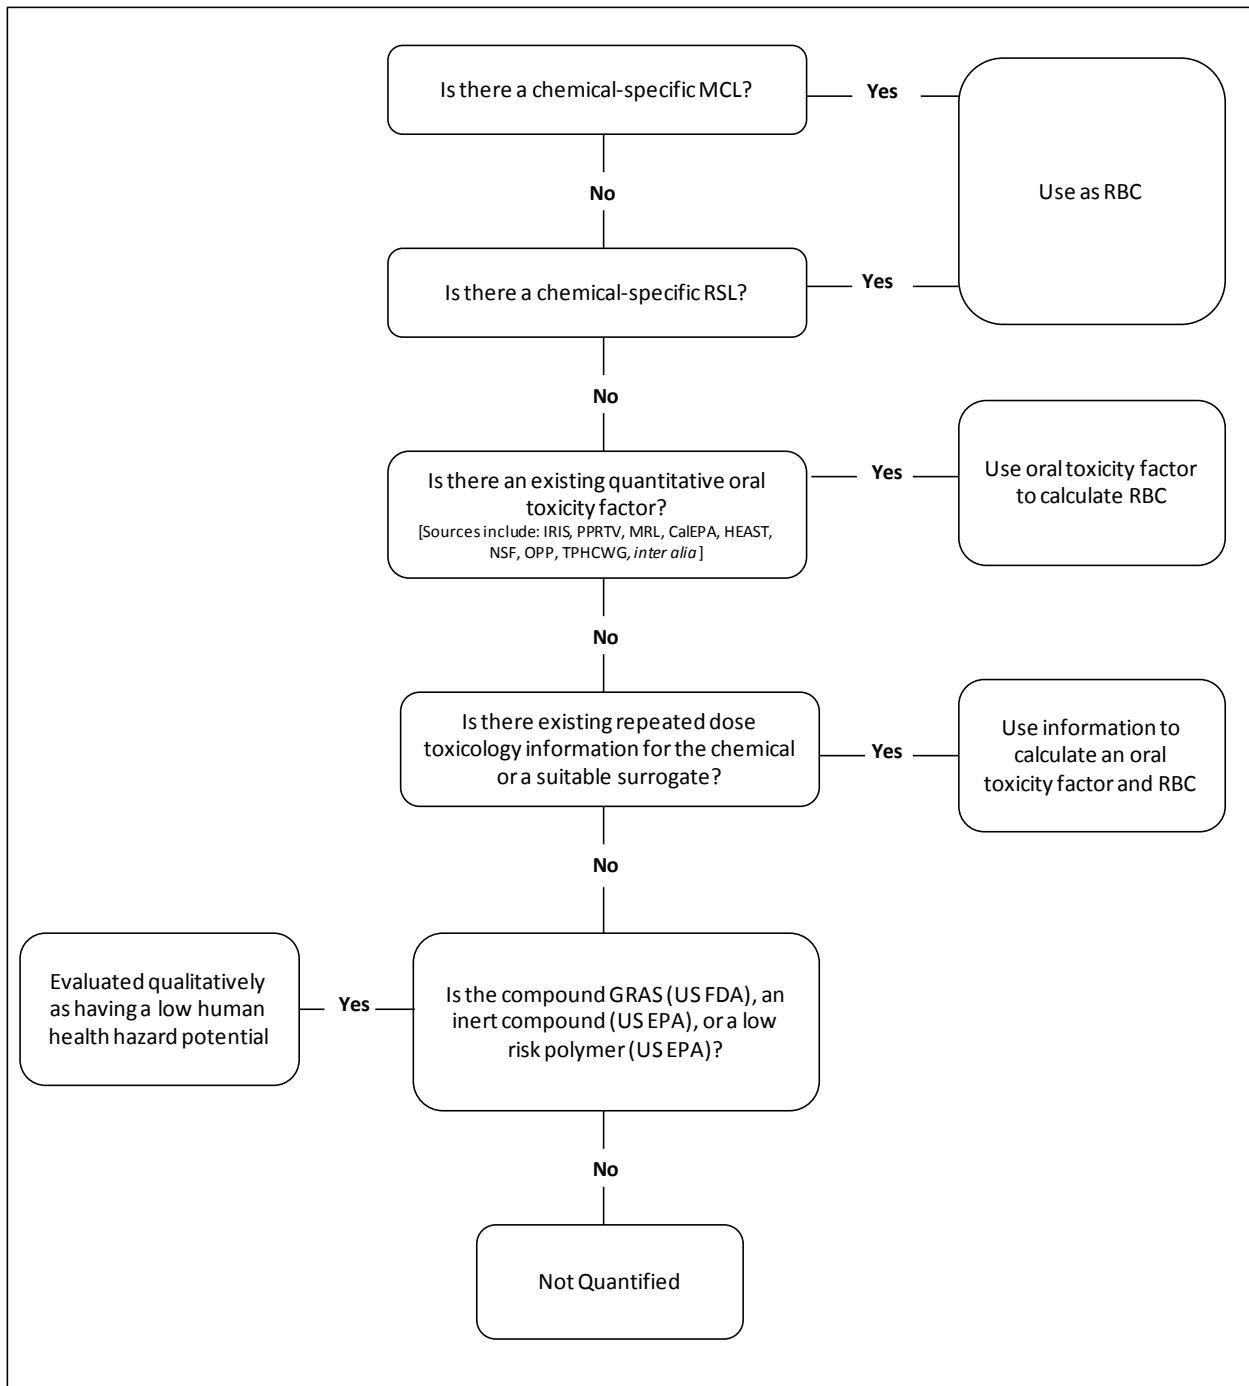 Is there a chemical-specific MCL?
Yes
Use as RBC
No
Is there a chemical-specific RSL?
Yes
No
Is there an existing quantitative oral
toxicity factor?
[Sources include: IRIS, PPRTV, MRL, CalEPA, HEAST,
NSF, OPP, TPHCWG, inter alia]
Yes
Use oral toxicity factor
to calculate RBC
No
Is there existing repeated dose
toxicology information for the chemical
or a suitable surrogate?
Yes
Use information to
calculate an oral
toxicity factor and RBC
No
Is the compound GRAS (US FDA), an
inert compound (US EPA), or a low
risk polymer (US EPA)?
Yes
Evaluated qualitatively
as having a low human
health hazard potential
No
Not Quantified